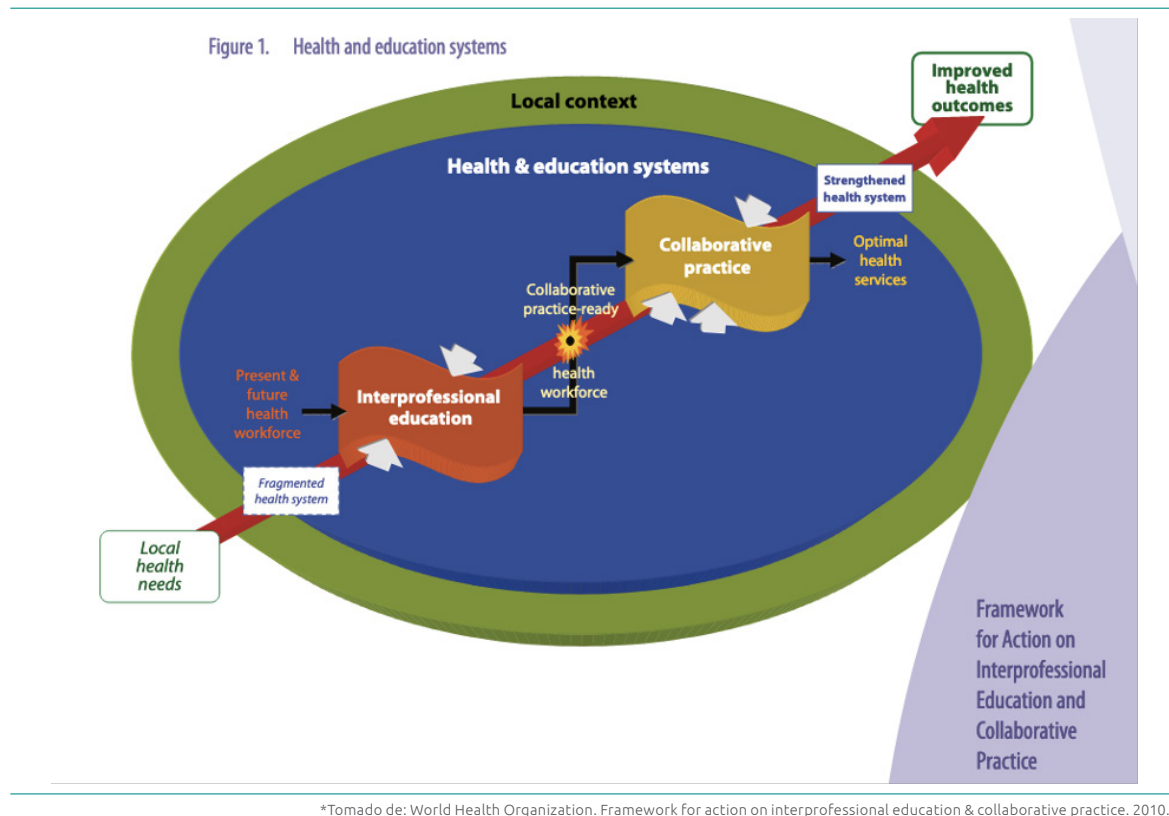 Figure 1. Health and education systems
Improved
health
outcomes
Local context
Health & education systems
Strengthened
health system
Collaborative
practice
Optimal
health
services
Collaborative
practice-ready
health
workforce
Present &
future
health
workforce
Interprofessional
education
Fragmented
health system
Local
health
needs
Framework
for Action on
Interprofessional
Education and
Collaborative
Practice
*Tomado de: World Health Organization. Framework for action on interprofessional education & collaborative practice. 2010.